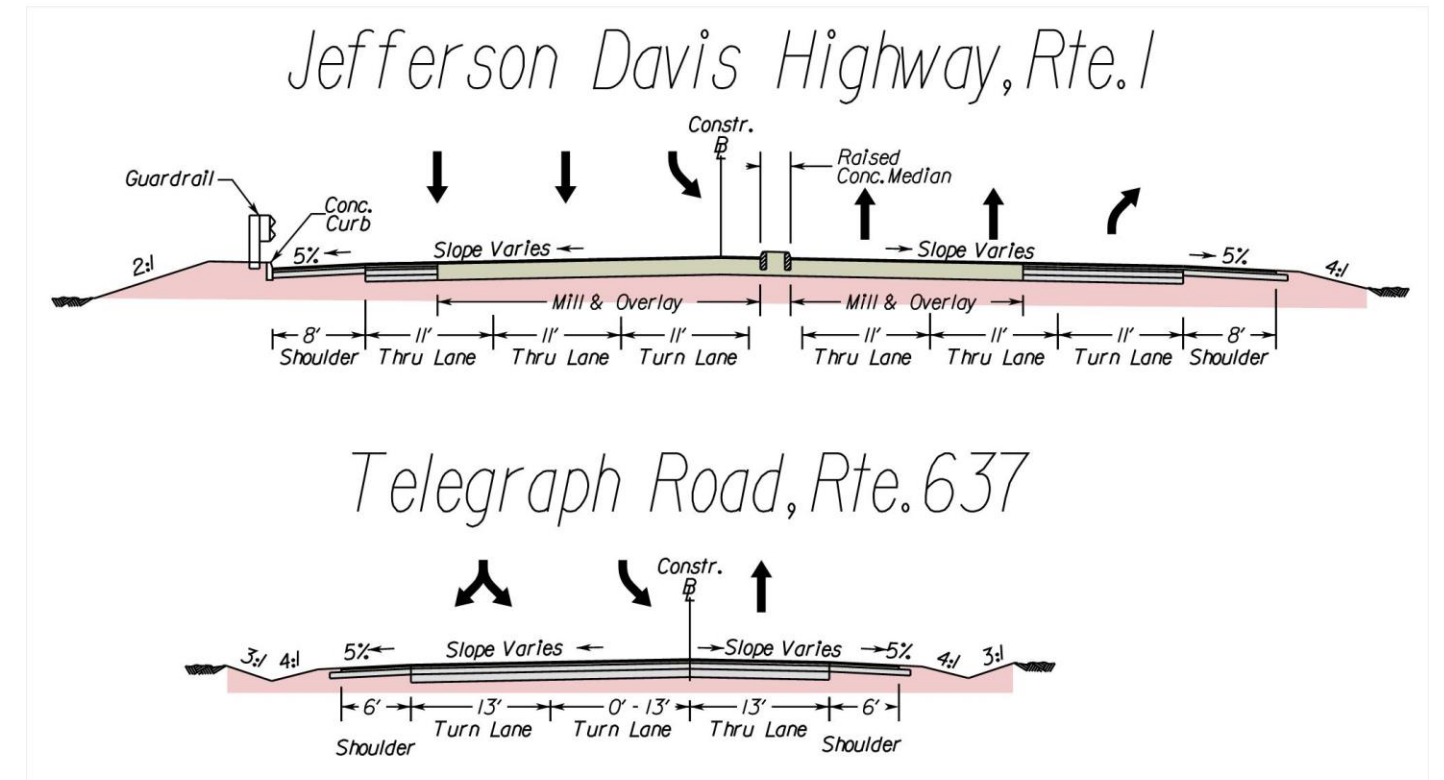 Jefferson Davis Highway, Rte. 1
Constr.
BL
Guardrail
Conc.
Curb
Raised
Conc. Median
2:1
5%
Slope Varies
Slope Varies
5%
4:1
Mill & Overlay
Mill & Overlay
8' 11' 11' 11' 11' 11' 11' 8'
Shoulder Thru Lane Thru Lane Turn Lane Thru Lane Thru Lane Turn Lane Shoulder
Telegraph Road, Rte. 637
Constr.
BL
3:1 4:1 5% Slope Varies Slope Varies 5% 4:1 3:1
6' 13' 0' - 13' 13' 6'
Turn Lane Turn Lane Thru Lane
Shoulder Shoulder